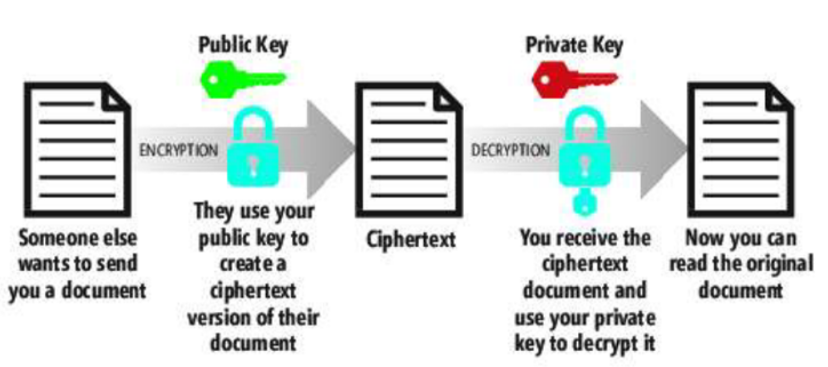 Public Key
Private Key
ENCRYPTION
DECRYPTION
Someone else
wants to send
you a document
They use your
public key to
create a
ciphertext
version of their
document
Ciphertext
You receive the
ciphertext
document and
use your private
key to decrypt it
Now you can
read the original
document